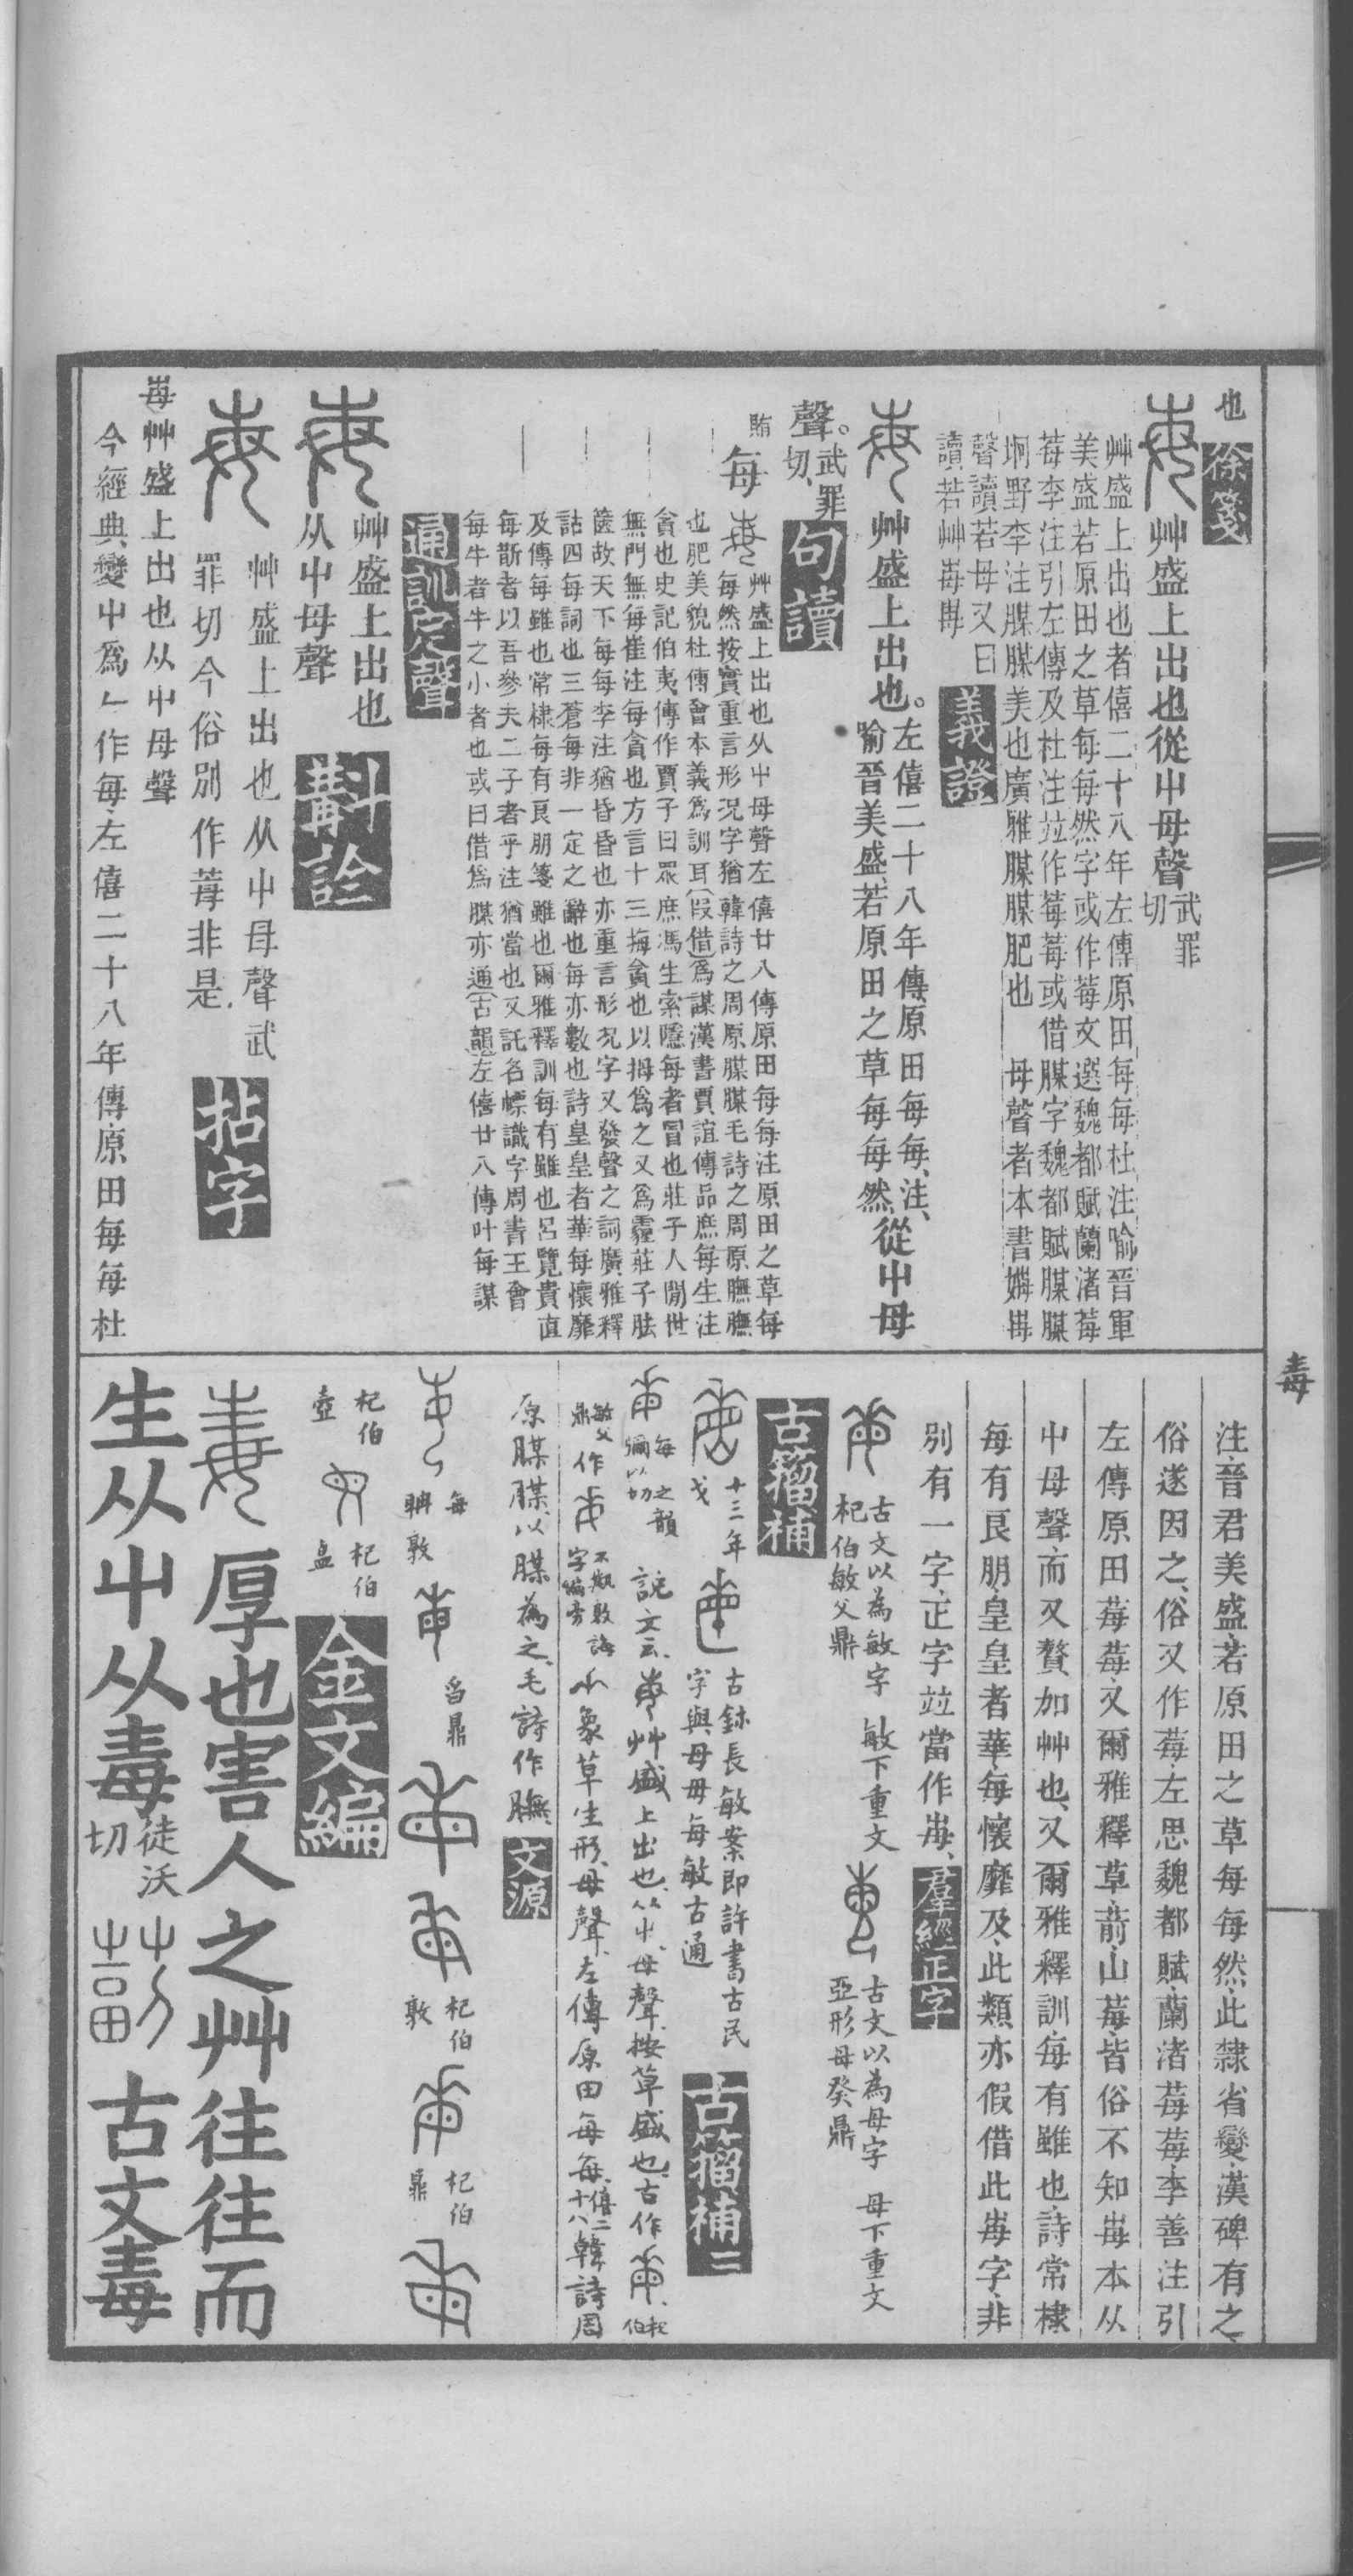 也 徐箋
艸盛上出也從屮母聲武罪切
艸盛上出也者僖二十八年左傳原田每每杜注喻晉軍
美盛若原田之草每每然字或作莓文選魏都賦蘭渚莓
莓李注引左傳及杜注竝作莓莓或借腜字魏都賦腜腜
坰野李注腜腜美也廣雅腜腜肥也 母聲者本書娒毋
聲讀若母又曰
讀若艸苺苺 義證
艸盛上出也。左僖二十八年傳原田每每、注、
喻晉美盛、若原田之草每每然從屮母
聲。武罪切、 句讀
賄 每 艸盛上出也从屮母聲左僖廿八傳原田每每注原田之草每
每然按實重言形況字猶韓詩之周原腜腜毛詩之周原膴膴
也肥美貌杜傳會本義爲訓耳(叚借)爲謀漢書賈誼傳品庶每生注
貪也史記伯夷傳作賈子曰眾庶馮生索隱每者冒也莊子人閒世
無門無每崔注每貪也方言十三挴貪也以挴爲之又爲霾莊子胠
篋故天下每每李注猶昏昏也亦重言形況字又發聲之詞廣雅釋
詁四每詞也三蒼每非一定之辭也每亦數也詩皇皇者華每懷靡
及傳每雖也常棣每有良朋箋雖也爾雅釋訓每有雖也呂覽貴直
每斮者以吾參夫二子者乎注猶當也又託名幖識字周書王會
每牛者牛之小者也或曰借爲腜亦通(古韻)左僖廿八傳叶每謀
通訓定聲
艸盛上出也
从屮母聲 斠詮
艸盛上出也从屮母聲武
罪切今俗別作莓非是 拈字
每艸盛上出也从屮母聲
今經典變屮爲𠂉作每、左僖二十八年傳原田每每杜
注、晉君美盛、若原田之草每每然、此隸省變、漢碑有之、
俗遂因之、俗又作莓、左思魏都賦、蘭渚莓莓、李善注引
左傳原田莓莓、又爾雅釋草、葥山莓、皆俗不知每本从
屮母聲、而又贅加艸也、又爾雅釋訓、每有雖也、詩常棣
每有良朋、皇皇者華、每懷靡及、此類亦假借此每字、非
別有一字、正字竝當作每、 羣經正字
古文以為敏字 杞伯敏父鼎 敏下重文 古文以為母字 亞形母癸鼎 母下重文
古籀補
十三年戈 古鉢長敏案即許書古民字與母毋每敏古通 古籀補二
每之韻 彌以切 說文云、艸盛上出也、从屮、母聲、按草盛也、古作 杞伯
敏父鼎 作 字偏旁 象草生形、母聲、左傳原田每每、僖二十八 韓詩周
原腜腜、以腜為之、毛詩作膴、 文源
每 敦 舀鼎 杞伯敦 杞伯鼎
杞伯壺 杞伯盁 金文編
厚也害人之艸往往而
生从屮从毒徒沃切 古文毒
毒